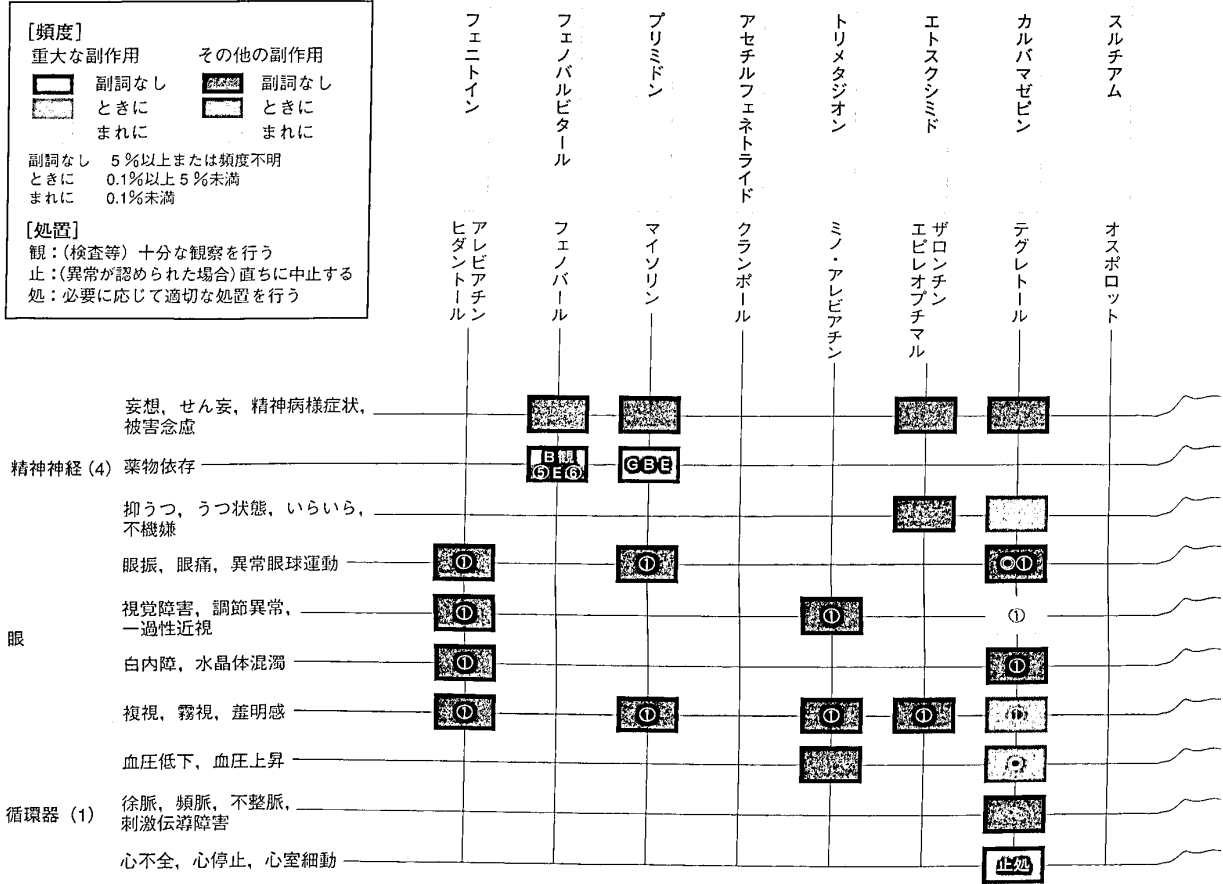 [頻度]
重大な副作用 その他の副作用
副詞なし 副詞なし
ときに ときに
まれに まれに
副詞なし 5%以上または頻度不明
ときに 0.1%以上5%未満
まれに 0.1%未満
[処置]
観：(検査等) 十分な観察を行う
止：(異常が認められた場合)直ちに中止する
処：必要に応じて適切な処置を行う
フェニトイン
フェノバルビタール
プリミドン
アセチルフェネトライド
トリメタジオン
エトスクシミド
カルバマゼピン
スルチアム
アレビアチン
ヒダントール
フェノバール
マイソリン
クランポール
ミノ・アレビアチン
ザロンチン
エピレオプチマル
テグレトール
オスポロット
妄想，せん妄，精神病様症状，
被害念慮
精神神経 (4) 薬物依存
B観
⑤E⑥
CBE
抑うつ，うつ状態，いらいら，
不機嫌
眼振，眼痛，異常眼球運動
① ① ◎①
眼
視覚障害，調節異常，
一過性近視
① ① ①
白内障，水晶体混濁
① ①
複視，霧視，羞明感
① ① ① ① ①
血圧低下，血圧上昇
循環器 (1)
徐脈，頻脈，不整脈，
刺激伝導障害
心不全，心停止，心室細動
止処